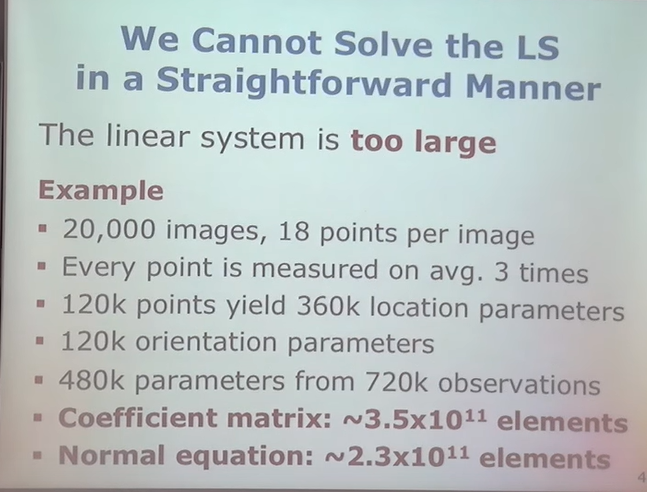 We Cannot Solve the LS
in a Straightforward Manner
The linear system is too large
Example
▪ 20,000 images, 18 points per image
▪ Every point is measured on avg. 3 times
▪ 120k points yield 360k location parameters
▪ 120k orientation parameters
▪ 480k parameters from 720k observations
▪ Coefficient matrix: ~3.5x10¹¹ elements
▪ Normal equation: ~2.3x10¹¹ elements